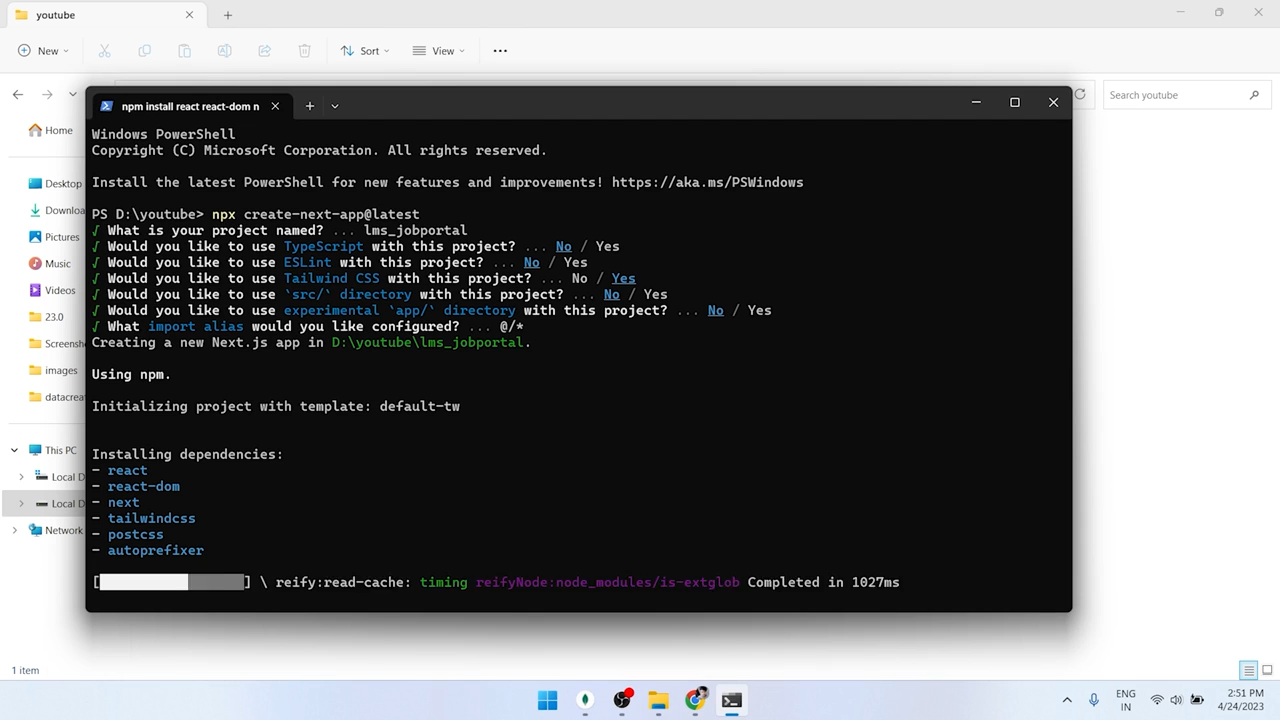 youtube
New
Sort
View
Search youtube
Home
Desktop
Downloa
Pictures
Music
Videos
23.0
Screensh
images
datacrea
This PC
Local D
Local D
Network
npm install react react-dom n
Windows PowerShell
Copyright (C) Microsoft Corporation. All rights reserved.
Install the latest PowerShell for new features and improvements! https://aka.ms/PSWindows
PS D:\youtube> npx create-next-app@latest
√ What is your project named? ... lms_jobportal
√ Would you like to use TypeScript with this project? ... No / Yes
√ Would you like to use ESLint with this project? ... No / Yes
√ Would you like to use Tailwind CSS with this project? ... No / Yes
√ Would you like to use `src/` directory with this project? ... No / Yes
√ Would you like to use experimental `app/` directory with this project? ... No / Yes
√ What import alias would you like configured? ... @/*
Creating a new Next.js app in D:\youtube\lms_jobportal.
Using npm.
Initializing project with template: default-tw
Installing dependencies:
- react
- react-dom
- next
- tailwindcss
- postcss
- autoprefixer
[ ] \ reify:read-cache: timing reifyNode:node_modules/is-extglob Completed in 1027ms
1 item
ENG
IN
2:51 PM
4/24/2023